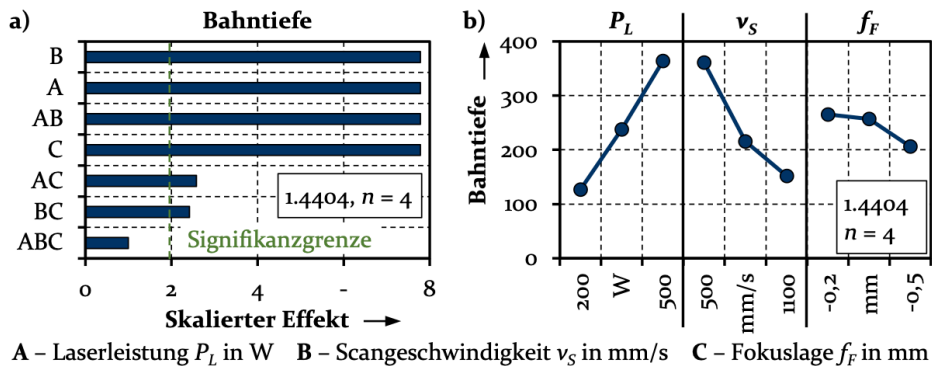 a) Bahntiefe
B
A
AB
C
AC
BC
ABC
1.4404, n = 4
Signifikanzgrenze
0 2 4 - 8
Skalierter Effekt
b) P_L v_S f_F
Bahntiefe
400
300
200
100
0
1.4404
n = 4
200 W 500 500 mm/s 1100 -0,2 mm -0,5
A – Laserleistung P_L in W B – Scangeschwindigkeit v_S in mm/s C – Fokuslage f_F in mm